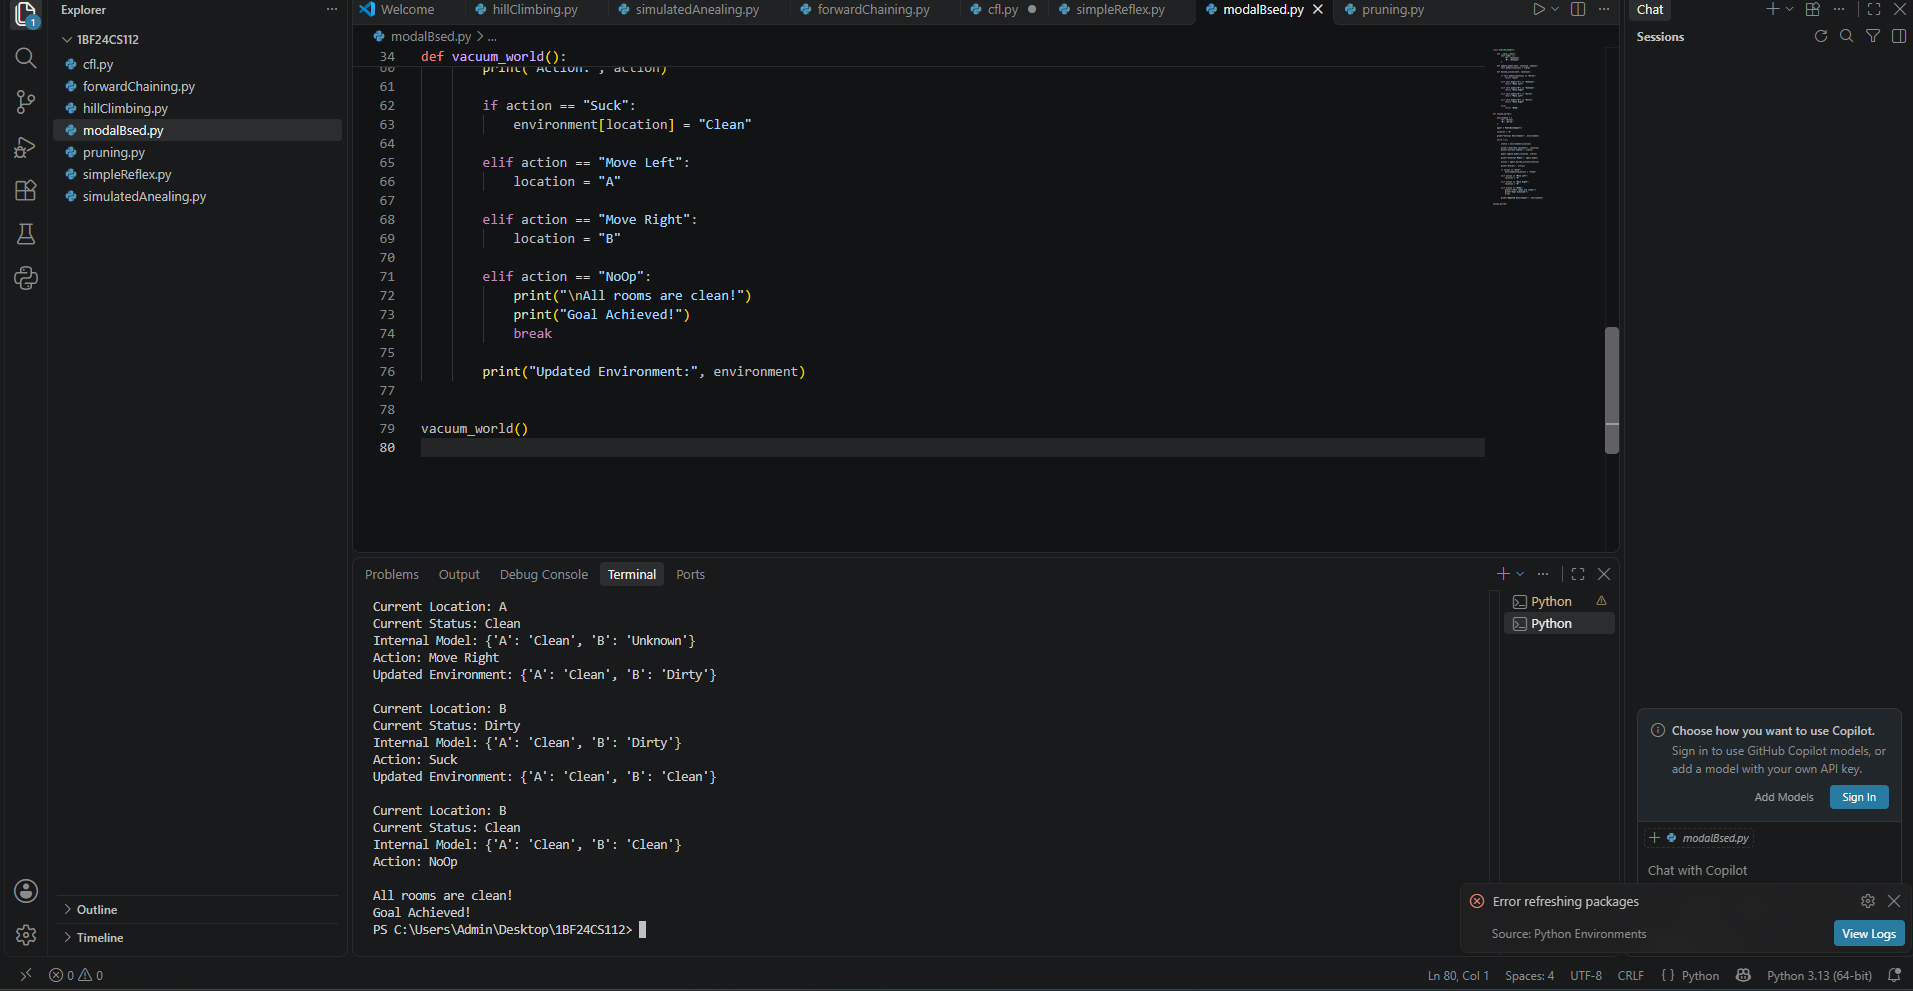 1
Explorer
···
1BF24CS112
cfl.py
forwardChaining.py
hillClimbing.py
modalBsed.py
pruning.py
simpleReflex.py
simulatedAnealing.py
Outline
Timeline
Welcome
hillClimbing.py
simulatedAnealing.py
forwardChaining.py
cfl.py
simpleReflex.py
modalBsed.py
pruning.py
modalBsed.py > ...
34 def vacuum_world():
60 print("Action:", action)
61
62 if action == "Suck":
63 environment[location] = "Clean"
64
65 elif action == "Move Left":
66 location = "A"
67
68 elif action == "Move Right":
69 location = "B"
70
71 elif action == "NoOp":
72 print("\nAll rooms are clean!")
73 print("Goal Achieved!")
74 break
75
76 print("Updated Environment:", environment)
77
78
79 vacuum_world()
80
Problems Output Debug Console Terminal Ports
Current Location: A
Current Status: Clean
Internal Model: {'A': 'Clean', 'B': 'Unknown'}
Action: Move Right
Updated Environment: {'A': 'Clean', 'B': 'Dirty'}
Current Location: B
Current Status: Dirty
Internal Model: {'A': 'Clean', 'B': 'Dirty'}
Action: Suck
Updated Environment: {'A': 'Clean', 'B': 'Clean'}
Current Location: B
Current Status: Clean
Internal Model: {'A': 'Clean', 'B': 'Clean'}
Action: NoOp
All rooms are clean!
Goal Achieved!
PS C:\Users\Admin\Desktop\1BF24CS112>
Python
Python
Chat
Sessions
Choose how you want to use Copilot.
Sign in to use GitHub Copilot models, or
add a model with your own API key.
Add Models Sign In
modalBsed.py
Chat with Copilot
Error refreshing packages
Source: Python Environments
View Logs
0 0
Ln 80, Col 1 Spaces: 4 UTF-8 CRLF { } Python Python 3.13 (64-bit)